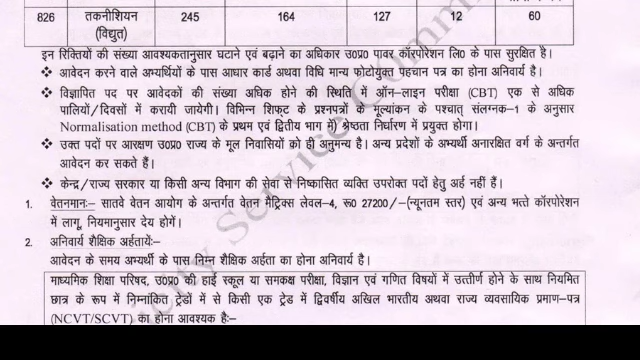 826 तकनीशियन 245 164 127 12 60
(विद्युत)
इन रिक्तियों की संख्या आवश्यकतानुसार घटाने एवं बढ़ाने का अधिकार उ0प्र0 पावर कॉरपोरेशन लि0 के पास सुरक्षित है।
❖ आवेदन करने वाले अभ्यर्थियों के पास आधार कार्ड अथवा विधि मान्य फोटोयुक्त पहचान पत्र का होना अनिवार्य है।
❖ विज्ञापित पद पर आवेदकों की संख्या अधिक होने की स्थिति में ऑन-लाइन परीक्षा (CBT) एक से अधिक
पालियों/दिवसों में करायी जायेगी। विभिन्न शिफ्ट के प्रश्नपत्रों के मूल्यांकन के पश्चात् संलग्नक-1 के अनुसार
Normalisation method (CBT) के प्रथम एवं द्वितीय भाग में) श्रेष्ठता निर्धारण में प्रयुक्त होगा।
❖ उक्त पदों पर आरक्षण उ0प्र0 राज्य के मूल निवासियों को ही अनुमन्य है। अन्य प्रदेशों के अभ्यर्थी अनारक्षित वर्ग के अन्तर्गत
आवेदन कर सकते हैं।
❖ केन्द्र/राज्य सरकार या किसी अन्य विभाग की सेवा से निष्कासित व्यक्ति उपरोक्त पदों हेतु अर्ह नहीं हैं।
1. वेतनमानः- सातवे वेतन आयोग के अन्तर्गत वेतन मैट्रिक्स लेवल-4, रू0 27200/-(न्यूनतम स्तर) एवं अन्य भत्ते कॉरपोरेशन
में लागू, नियमानुसार देय होगें।
2. अनिवार्य शैक्षिक अर्हतायें:-
आवेदन के समय अभ्यर्थी के पास निम्न शैक्षिक अर्हता का होना अनिवार्य है।
माध्यमिक शिक्षा परिषद, उ0प्र0 की हाई स्कूल या समकक्ष परीक्षा, विज्ञान एवं गणित विषयों में उत्तीर्ण होने के साथ नियमित
छात्र के रूप में निम्नांकित ट्रेडों में से किसी एक ट्रेड में द्विवर्षीय अखिल भारतीय अथवा राज्य व्यवसायिक प्रमाण-पत्र
(NCVT/SCVT) का होना आवश्यक है:-